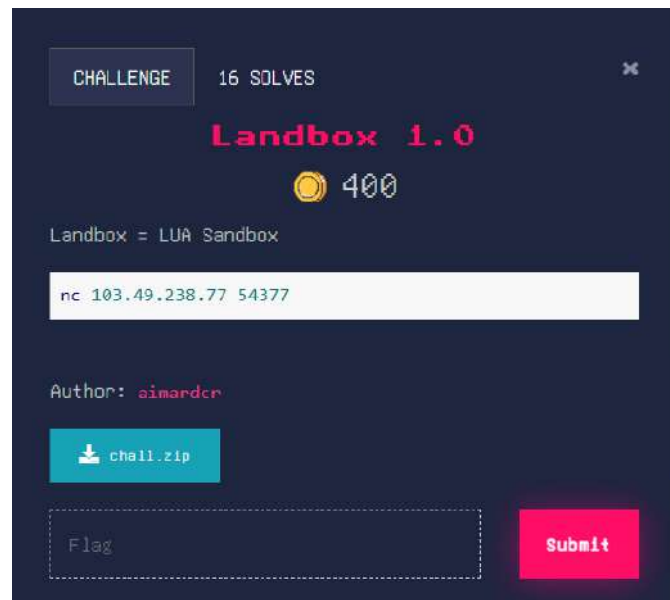 CHALLENGE 16 SOLVES ×
Landbox 1.0
400
Landbox = LUA Sandbox
nc 103.49.238.77 54377
Author: aimardcr
chall.zip
Flag
Submit